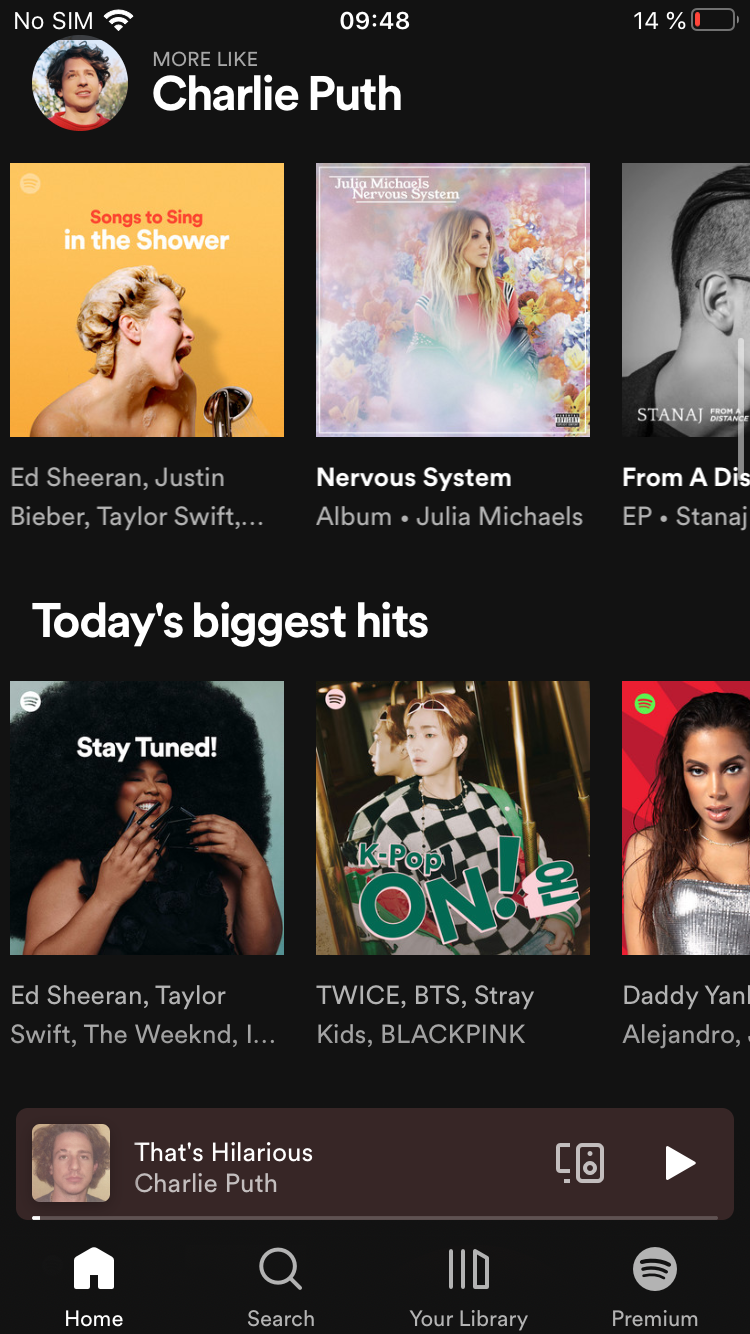 No SIM 09:48 14 %
MORE LIKE
Charlie Puth
Songs to Sing
in the Shower
Julia Michaels
Nervous System
STANAJ FROM A
DISTANCE
Ed Sheeran, Justin
Bieber, Taylor Swift,...
Nervous System
Album • Julia Michaels
From A Dis
EP • Stanaj
Today's biggest hits
Stay Tuned!
K-Pop
ON!
온
Ed Sheeran, Taylor
Swift, The Weeknd, I...
TWICE, BTS, Stray
Kids, BLACKPINK
Daddy Yan
Alejandro,
That's Hilarious
Charlie Puth
Home
Search
Your Library
Premium